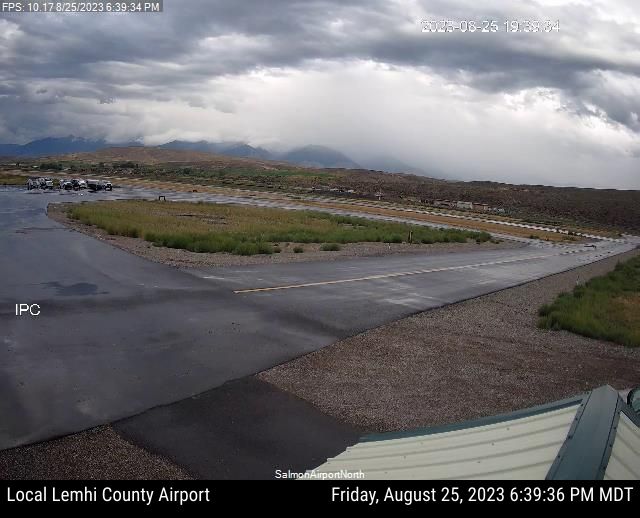 FPS: 10.17 8/25/2023 6:39:34 PM
2023-08-25 19:39:34
IPC
SalmonAirportNorth
Local Lemhi County Airport
Friday, August 25, 2023 6:39:36 PM MDT